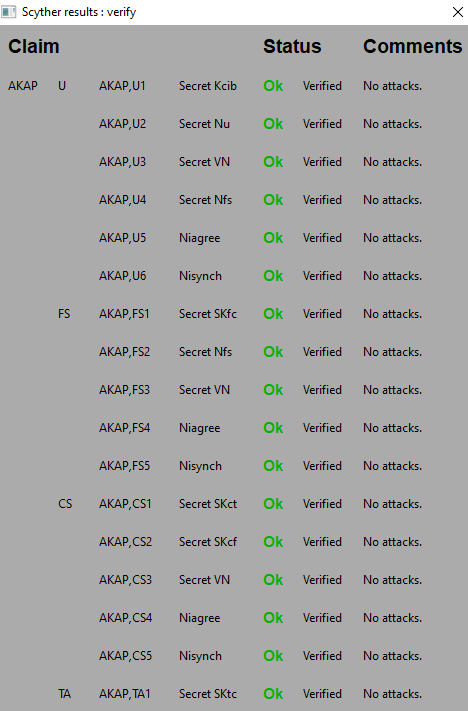 Scyther results : verify
Claim Status Comments
AKAP U AKAP,U1 Secret Kcib Ok Verified No attacks.
AKAP,U2 Secret Nu Ok Verified No attacks.
AKAP,U3 Secret VN Ok Verified No attacks.
AKAP,U4 Secret Nfs Ok Verified No attacks.
AKAP,U5 Niagree Ok Verified No attacks.
AKAP,U6 Nisynch Ok Verified No attacks.
FS AKAP,FS1 Secret SKfc Ok Verified No attacks.
AKAP,FS2 Secret Nfs Ok Verified No attacks.
AKAP,FS3 Secret VN Ok Verified No attacks.
AKAP,FS4 Niagree Ok Verified No attacks.
AKAP,FS5 Nisynch Ok Verified No attacks.
CS AKAP,CS1 Secret SKct Ok Verified No attacks.
AKAP,CS2 Secret SKcf Ok Verified No attacks.
AKAP,CS3 Secret VN Ok Verified No attacks.
AKAP,CS4 Niagree Ok Verified No attacks.
AKAP,CS5 Nisynch Ok Verified No attacks.
TA AKAP,TA1 Secret SKtc Ok Verified No attacks.